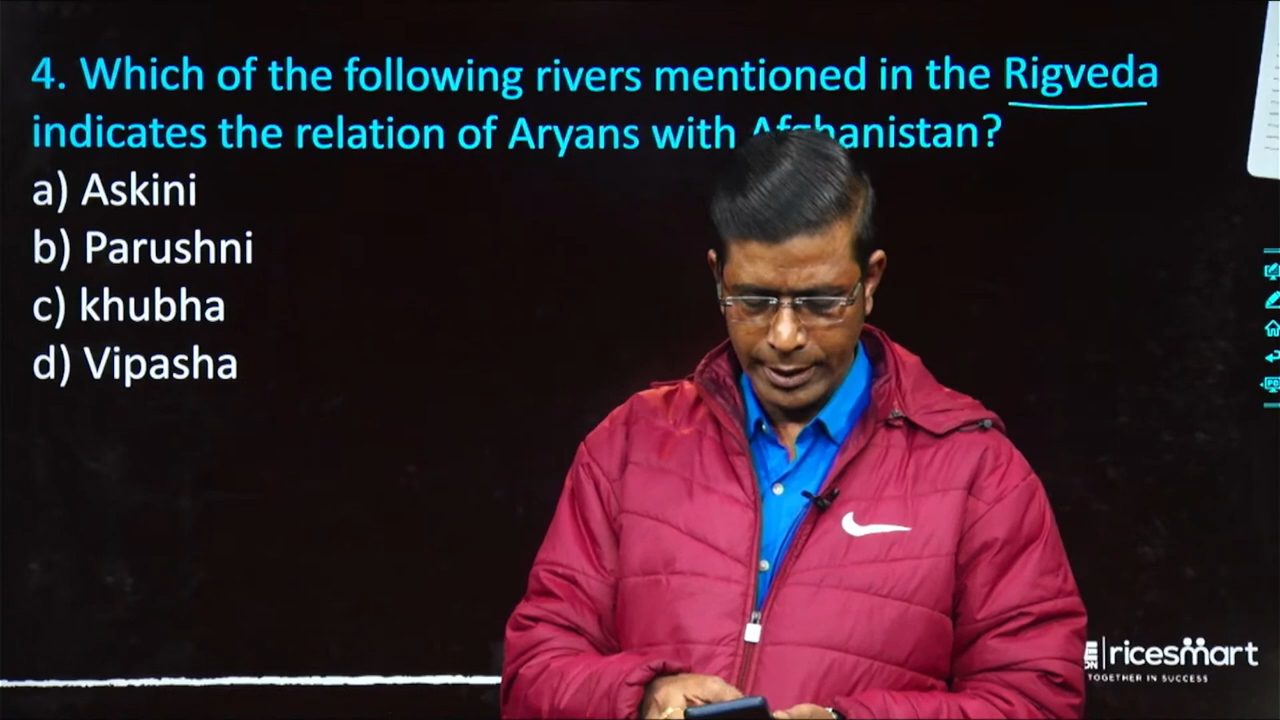 4. Which of the following rivers mentioned in the Rigveda
indicates the relation of Aryans with Afghanistan?
a) Askini
b) Parushni
c) khubha
d) Vipasha
ricesmart
TOGETHER IN SUCCESS